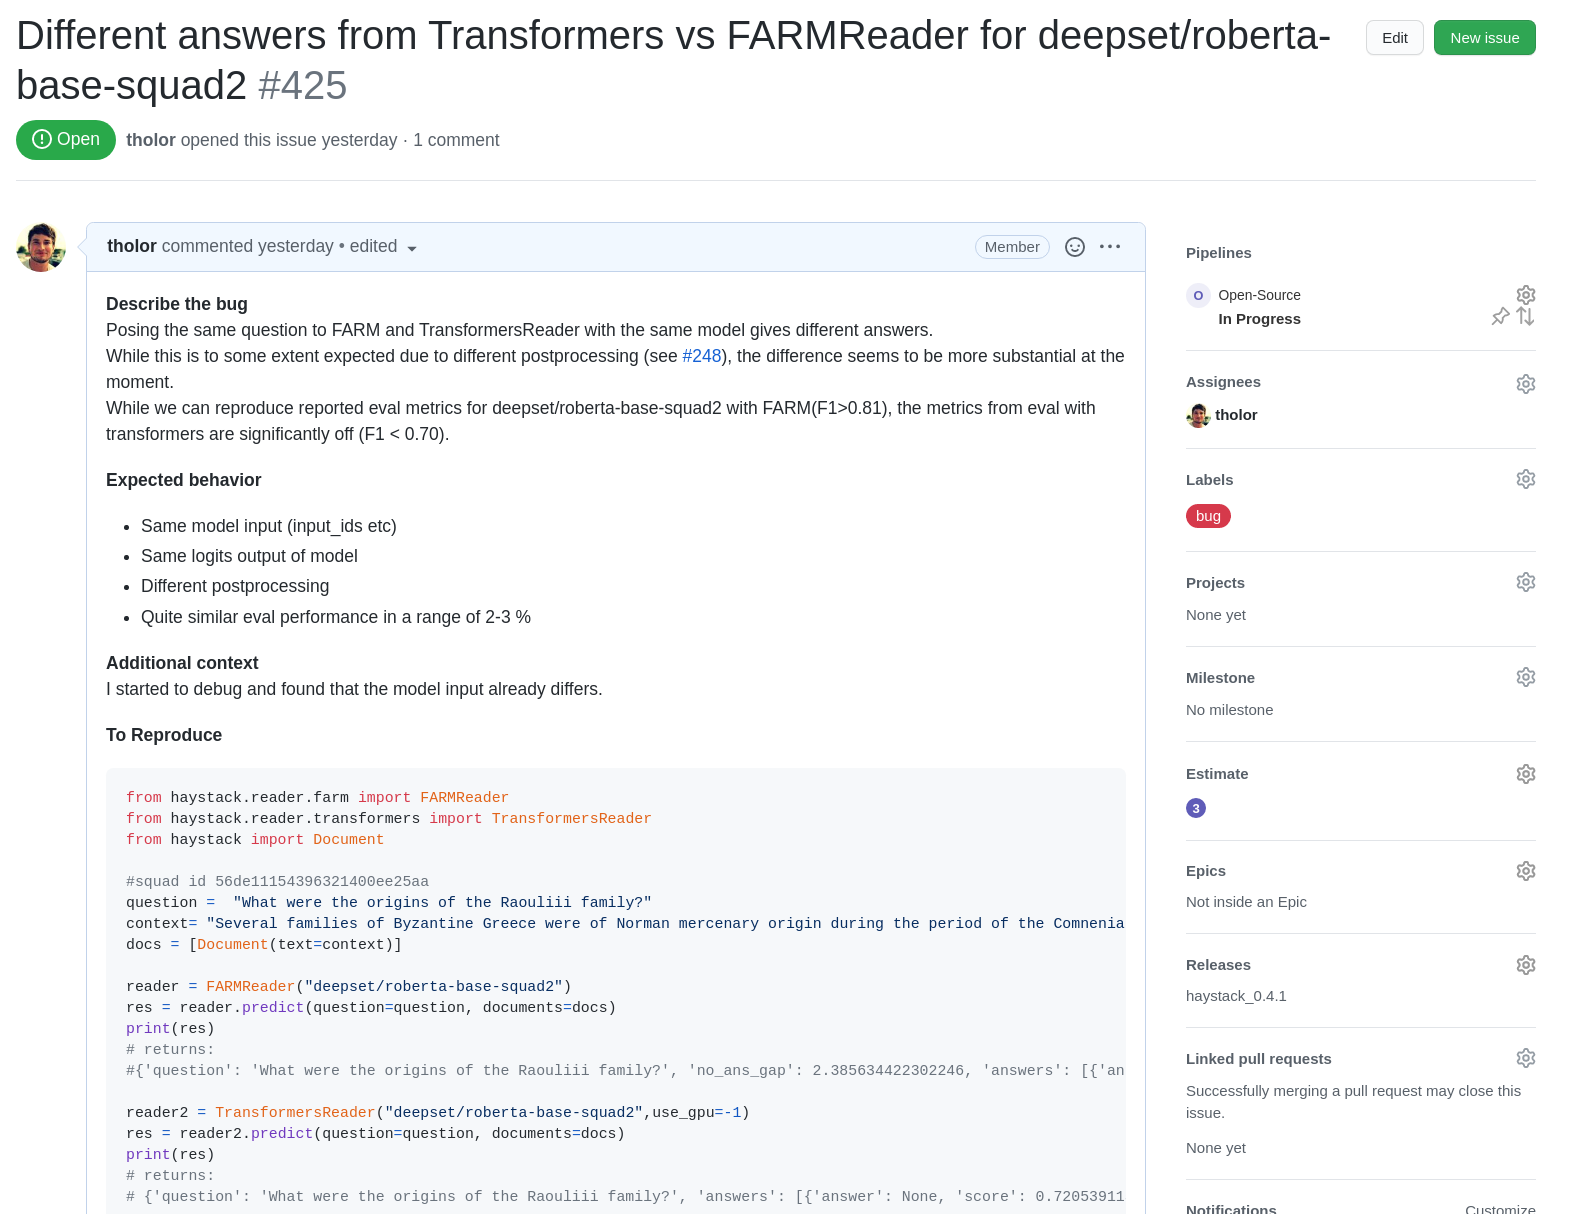 Different answers from Transformers vs FARMReader for deepset/roberta-
base-squad2 #425
Edit
New issue
Open
tholor opened this issue yesterday · 1 comment
tholor commented yesterday • edited
Member
Describe the bug
Posing the same question to FARM and TransformersReader with the same model gives different answers.
While this is to some extent expected due to different postprocessing (see #248), the difference seems to be more substantial at the
moment.
While we can reproduce reported eval metrics for deepset/roberta-base-squad2 with FARM(F1>0.81), the metrics from eval with
transformers are significantly off (F1 < 0.70).
Expected behavior
• Same model input (input_ids etc)
• Same logits output of model
• Different postprocessing
• Quite similar eval performance in a range of 2-3 %
Additional context
I started to debug and found that the model input already differs.
To Reproduce
from haystack.reader.farm import FARMReader
from haystack.reader.transformers import TransformersReader
from haystack import Document
#squad id 56de11154396321400ee25aa
question =  "What were the origins of the Raouliii family?"
context= "Several families of Byzantine Greece were of Norman mercenary origin during the period of the Comnenia
docs = [Document(text=context)]
reader = FARMReader("deepset/roberta-base-squad2")
res = reader.predict(question=question, documents=docs)
print(res)
# returns:
#{'question': 'What were the origins of the Raouliii family?', 'no_ans_gap': 2.385634422302246, 'answers': [{'an
reader2 = TransformersReader("deepset/roberta-base-squad2",use_gpu=-1)
res = reader2.predict(question=question, documents=docs)
print(res)
# returns:
# {'question': 'What were the origins of the Raouliii family?', 'answers': [{'answer': None, 'score': 0.72053911
Pipelines
O Open-Source
In Progress
Assignees
tholor
Labels
bug
Projects
None yet
Milestone
No milestone
Estimate
3
Epics
Not inside an Epic
Releases
haystack_0.4.1
Linked pull requests
Successfully merging a pull request may close this
issue.
None yet
Notifications
Customize